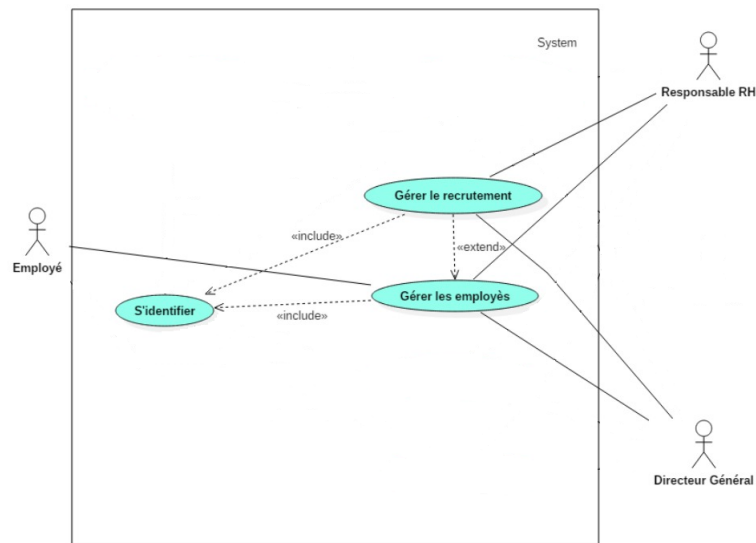 System
Responsable RH
Gérer le recrutement
«include»
«extend»
Employé
Gérer les employès
S'identifier
«include»
Directeur Général